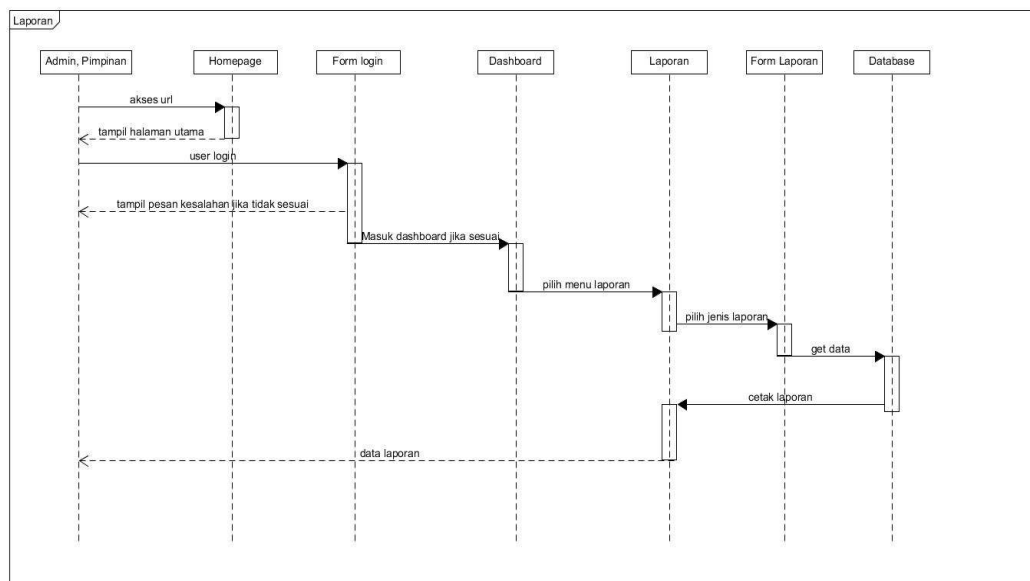 Laporan
Admin, Pimpinan
Homepage
Form login
Dashboard
Laporan
Form Laporan
Database
akses url
tampil halaman utama
user login
tampil pesan kesalahan jika tidak sesuai
Masuk dashboard jika sesuai
pilih menu laporan
pilih jenis laporan
get data
cetak laporan
data laporan